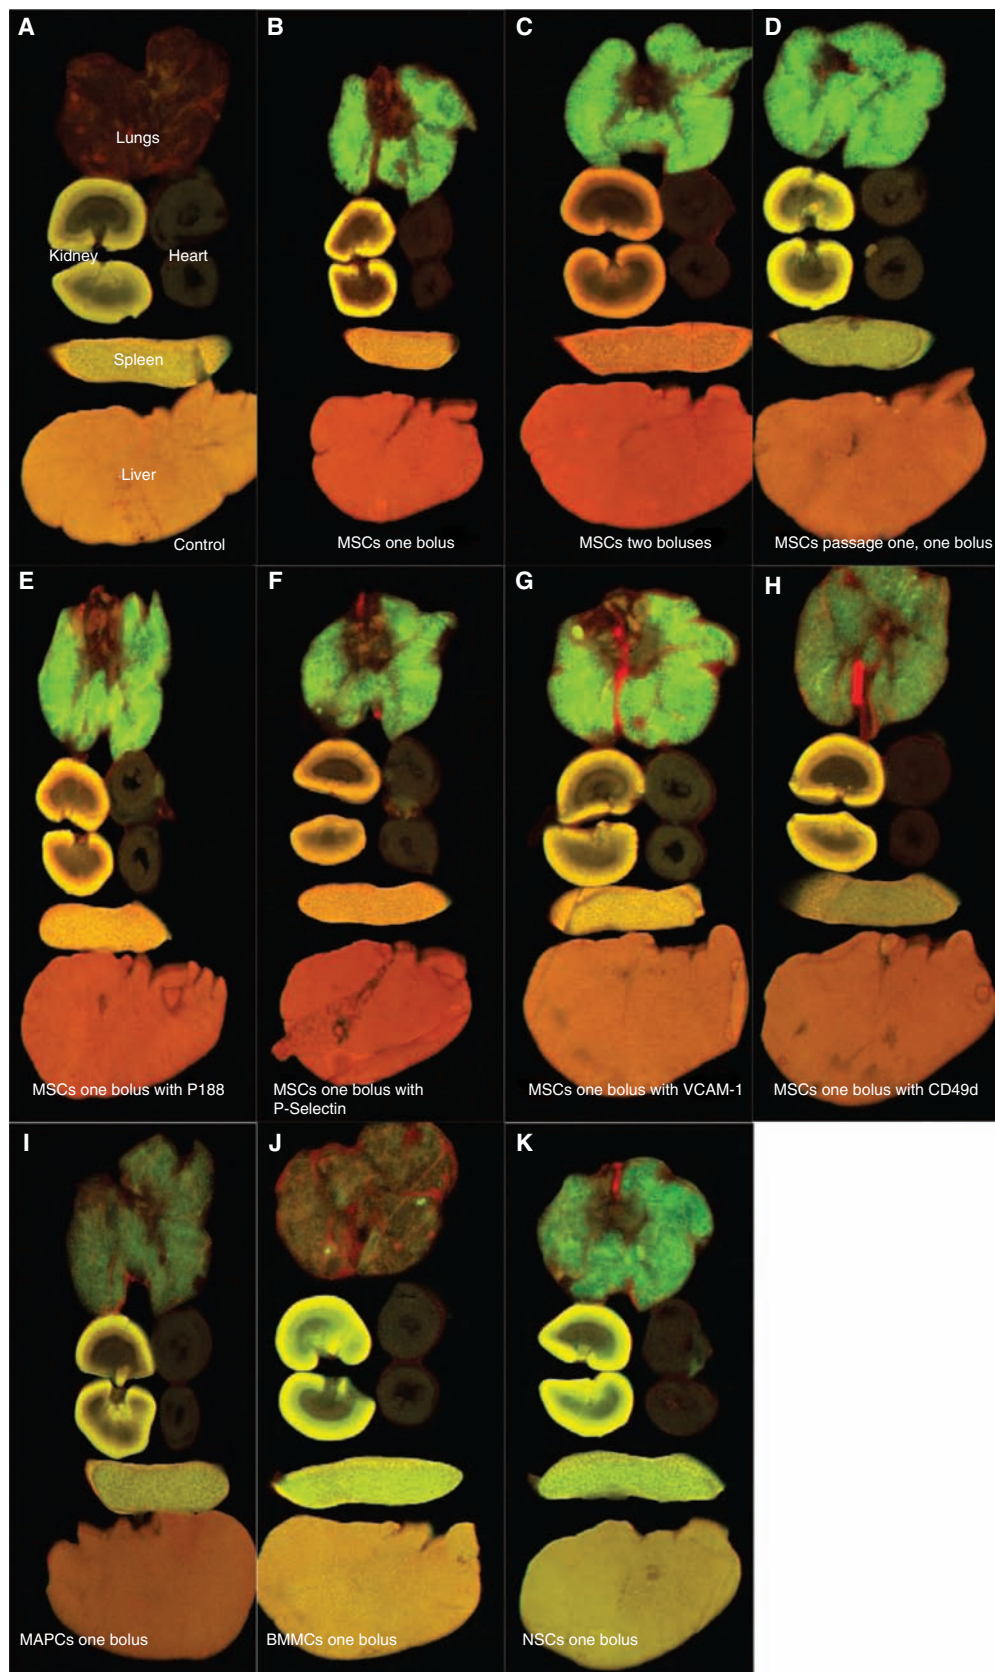 A
B
C
D
Lungs
Kidney
Heart
Spleen
Liver
Control
MSCs one bolus
MSCs two boluses
MSCs passage one, one bolus
E
F
G
H
MSCs one bolus with P188
MSCs one bolus with
P-Selectin
MSCs one bolus with VCAM-1
MSCs one bolus with CD49d
I
J
K
MAPCs one bolus
BMMCs one bolus
NSCs one bolus